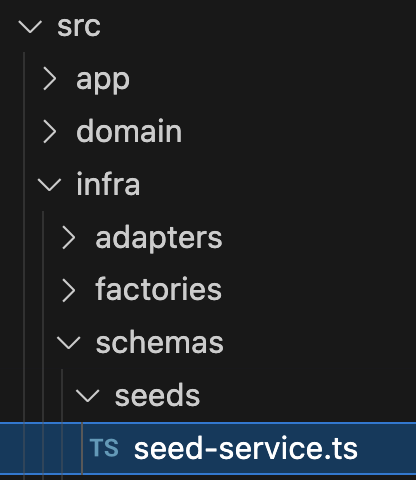 src
app
domain
infra
adapters
factories
schemas
seeds
TS seed-service.ts